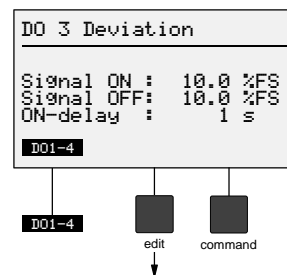 DO 3 Deviation
Signal ON : 10.0 %FS
Signal OFF: 10.0 %FS
ON-delay : 1 s
DO1-4
DO1-4
edit command